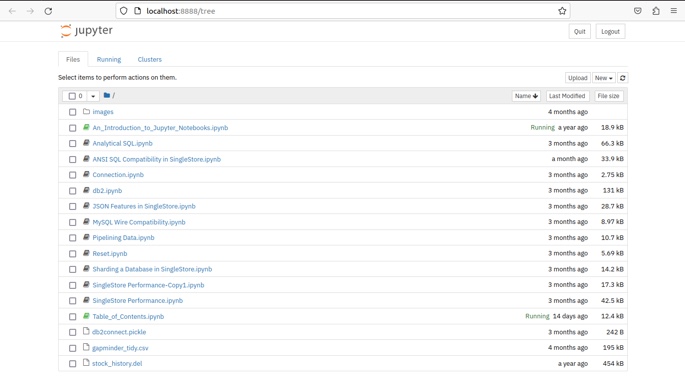 localhost:8888/tree
jupyter
Quit Logout
Files Running Clusters
Select items to perform actions on them.
Upload New
0 / Name Last Modified File size
images 4 months ago
An_Introduction_to_Jupyter_Notebooks.ipynb Running a year ago 18.9 kB
Analytical SQL.ipynb 3 months ago 66.3 kB
ANSI SQL Compatibility in SingleStore.ipynb a month ago 33.9 kB
Connection.ipynb 3 months ago 2.75 kB
db2.ipynb 3 months ago 131 kB
JSON Features in SingleStore.ipynb 3 months ago 28.7 kB
MySQL Wire Compatibility.ipynb 3 months ago 8.97 kB
Pipelining Data.ipynb 3 months ago 10.7 kB
Reset.ipynb 3 months ago 5.69 kB
Sharding a Database in SingleStore.ipynb 3 months ago 14.2 kB
SingleStore Performance-Copy1.ipynb 3 months ago 17.3 kB
SingleStore Performance.ipynb 3 months ago 42.5 kB
Table_of_Contents.ipynb Running 14 days ago 12.4 kB
db2connect.pickle 3 months ago 242 B
gapminder_tidy.csv 4 months ago 195 kB
stock_history.del a year ago 454 kB